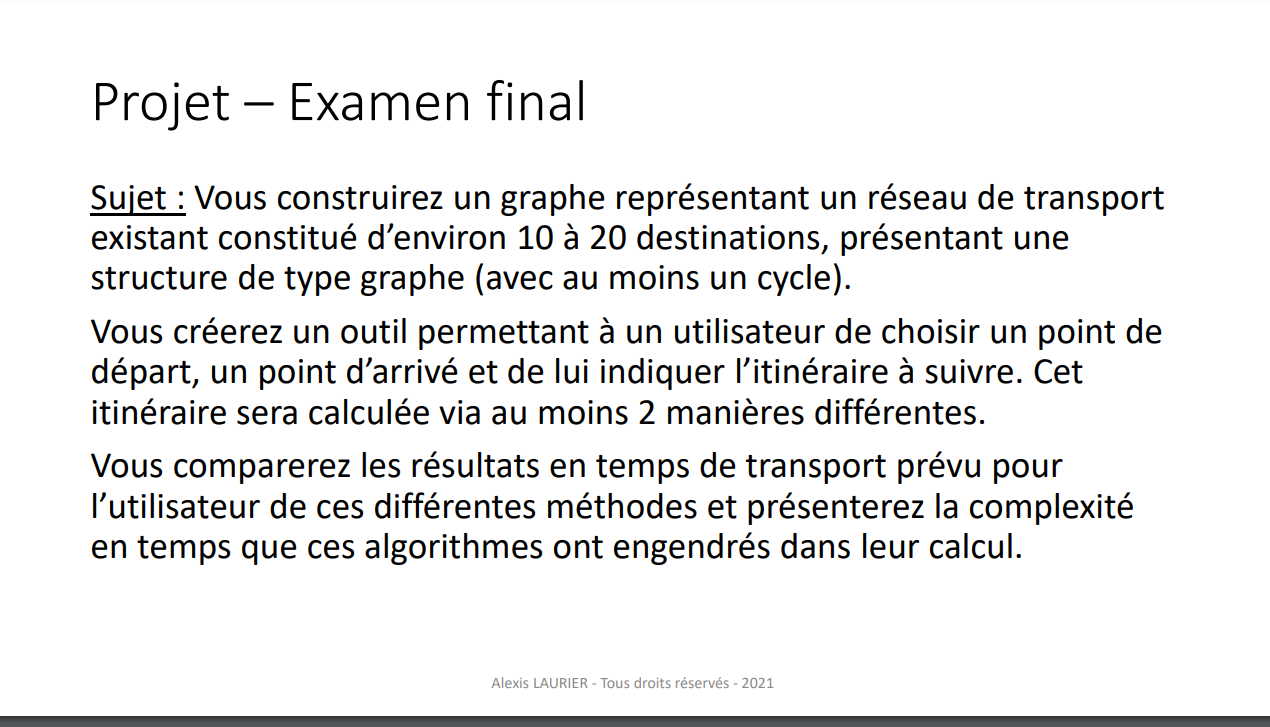 Projet – Examen final
Sujet : Vous construirez un graphe représentant un réseau de transport
existant constitué d’environ 10 à 20 destinations, présentant une
structure de type graphe (avec au moins un cycle).
Vous créerez un outil permettant à un utilisateur de choisir un point de
départ, un point d’arrivé et de lui indiquer l’itinéraire à suivre. Cet
itinéraire sera calculée via au moins 2 manières différentes.
Vous comparerez les résultats en temps de transport prévu pour
l’utilisateur de ces différentes méthodes et présenterez la complexité
en temps que ces algorithmes ont engendrés dans leur calcul.
Alexis LAURIER - Tous droits réservés - 2021